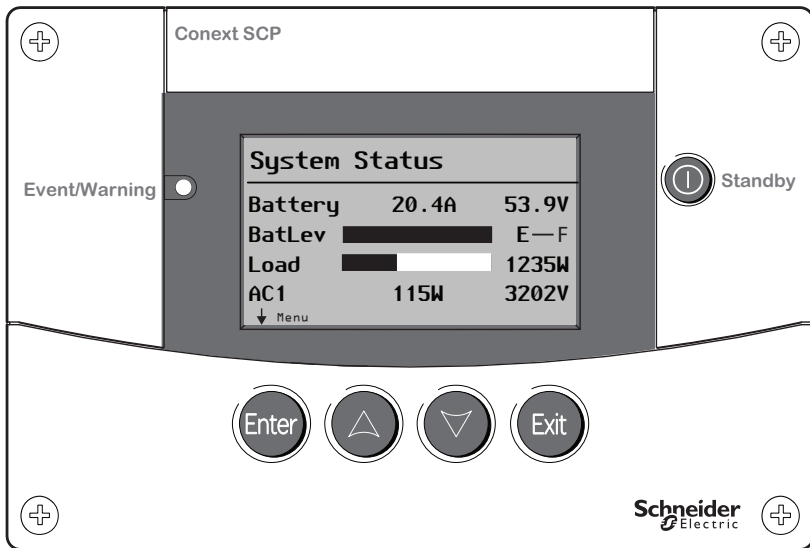 Conext SCP
System Status
Event/Warning
Standby
Battery 20.4A 53.9V
BatLev E—F
Load 1235W
AC1 115W 3202V
↓ Menu
Enter
Exit
Schneider
Electric